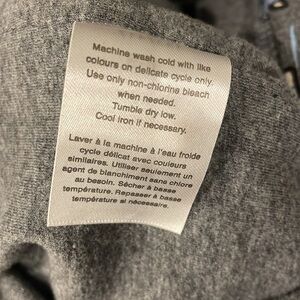 Machine wash cold with like
colours on delicate cycle only.
Use only non-chlorine bleach
when needed.
Tumble dry low.
Cool iron if necessary.
Laver à la machine à l'eau froide
cycle délicat avec couleurs
similaires. Utiliser seulement un
agent de blanchiment sans chlore
au besoin. Sécher à basse
température. Repasser à basse
température si nécessaire.